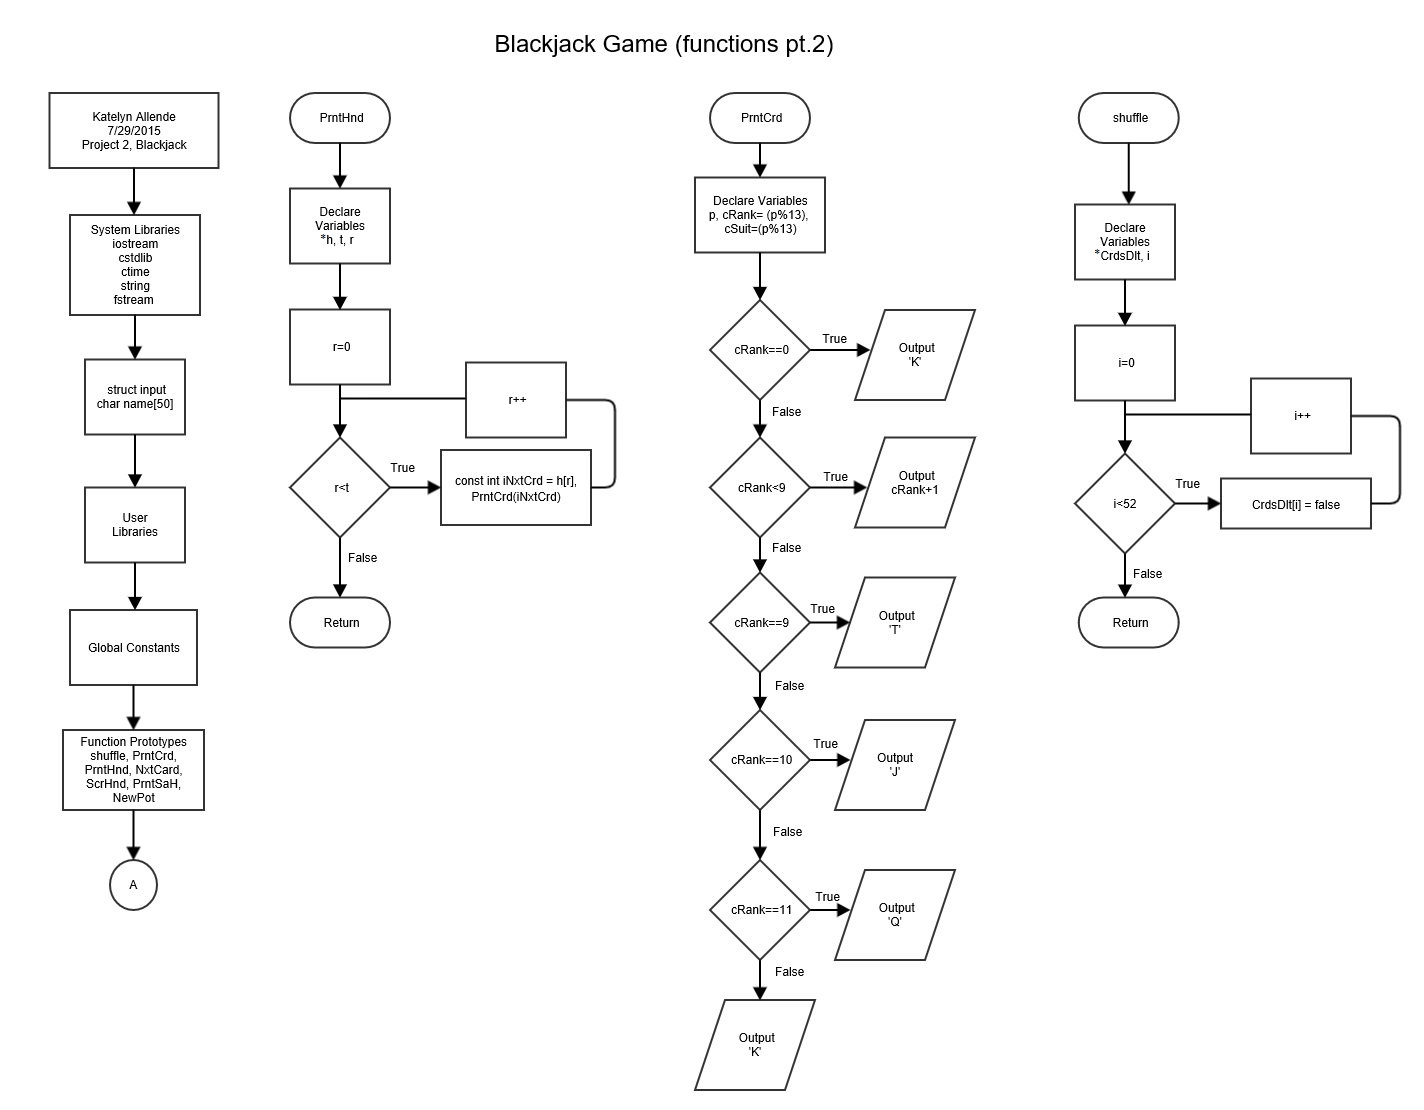 Blackjack Game (functions pt.2)
Katelyn Allende
7/29/2015
Project 2, Blackjack
System Libraries
iostream
cstdlib
ctime
string
fstream
struct input
char name[50]
User
Libraries
Global Constants
Function Prototypes
shuffle, PrntCrd,
PrntHnd, NxtCard,
ScrHnd, PrntSaH,
NewPot
A
PrntHnd
Declare
Variables
*h, t, r
r=0
r++
r<t
True
const int iNxtCrd = h[r],
PrntCrd(iNxtCrd)
False
Return
PrntCrd
Declare Variables
p, cRank= (p%13),
cSuit=(p%13)
cRank==0
True
Output
'K'
False
cRank<9
True
Output
cRank+1
False
cRank==9
True
Output
'T'
False
cRank==10
True
Output
'J'
False
cRank==11
True
Output
'Q'
False
Output
'K'
shuffle
Declare
Variables
*CrdsDlt, i
i=0
i++
i<52
True
CrdsDlt[i] = false
False
Return